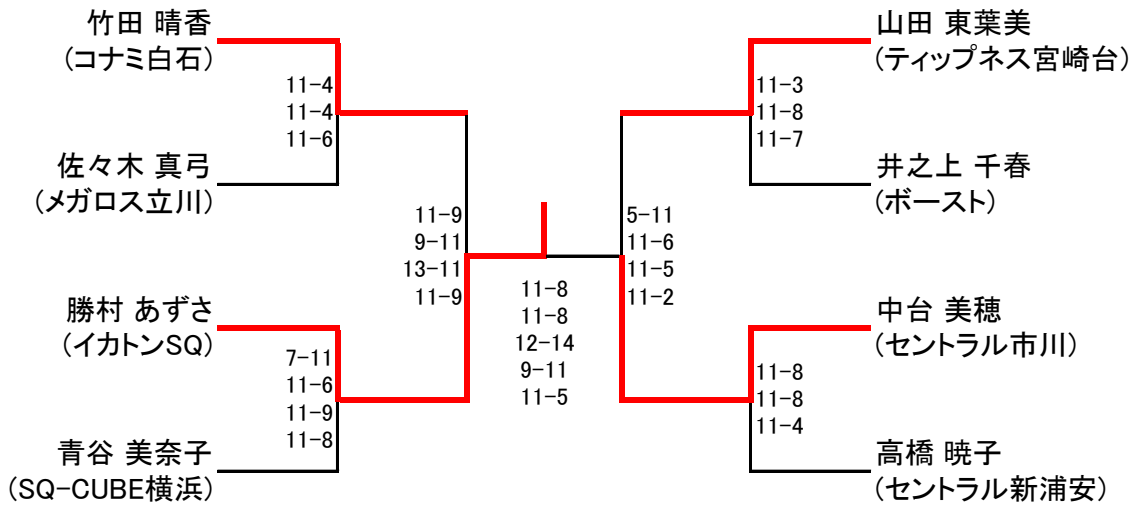 竹田 晴香
(コナミ白石)
11-4
11-4
11-6
佐々木 真弓
(メガロス立川)
11-9
9-11
13-11
11-9
勝村 あずさ
(イカトンSQ)
7-11
11-6
11-9
11-8
青谷 美奈子
(SQ-CUBE横浜)
11-8
11-8
12-14
9-11
11-5
山田 東葉美
(ティップネス宮崎台)
11-3
11-8
11-7
井之上 千春
(ボースト)
5-11
11-6
11-5
11-2
中台 美穂
(セントラル市川)
11-8
11-8
11-4
高橋 暁子
(セントラル新浦安)